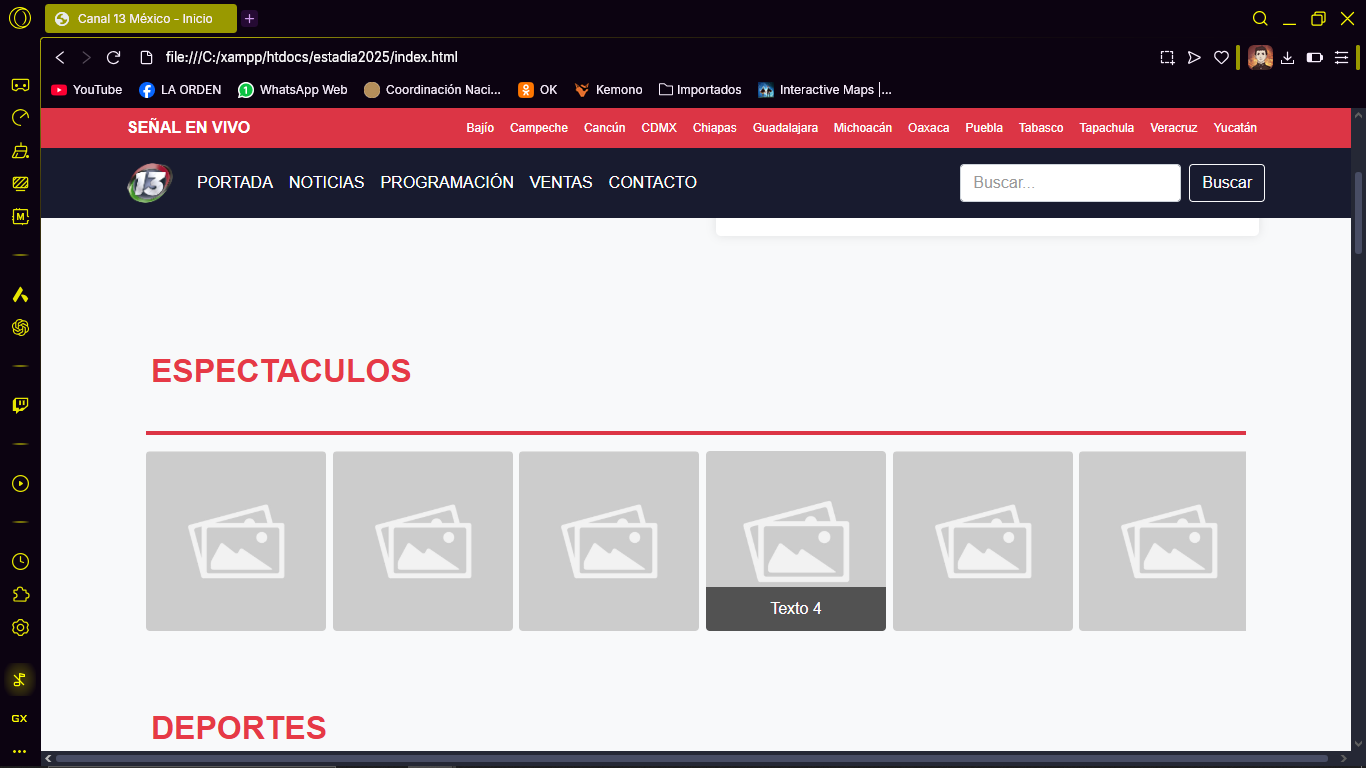 Canal 13 México - Inicio
file:///C:/xampp/htdocs/estadia2025/index.html
YouTube LA ORDEN WhatsApp Web Coordinación Naci... OK Kemono Importados Interactive Maps |...
SEÑAL EN VIVO Bajío Campeche Cancún CDMX Chiapas Guadalajara Michoacán Oaxaca Puebla Tabasco Tapachula Veracruz Yucatán
13 PORTADA NOTICIAS PROGRAMACIÓN VENTAS CONTACTO Buscar... Buscar
M
ESPECTACULOS
Texto 4
DEPORTES
GX